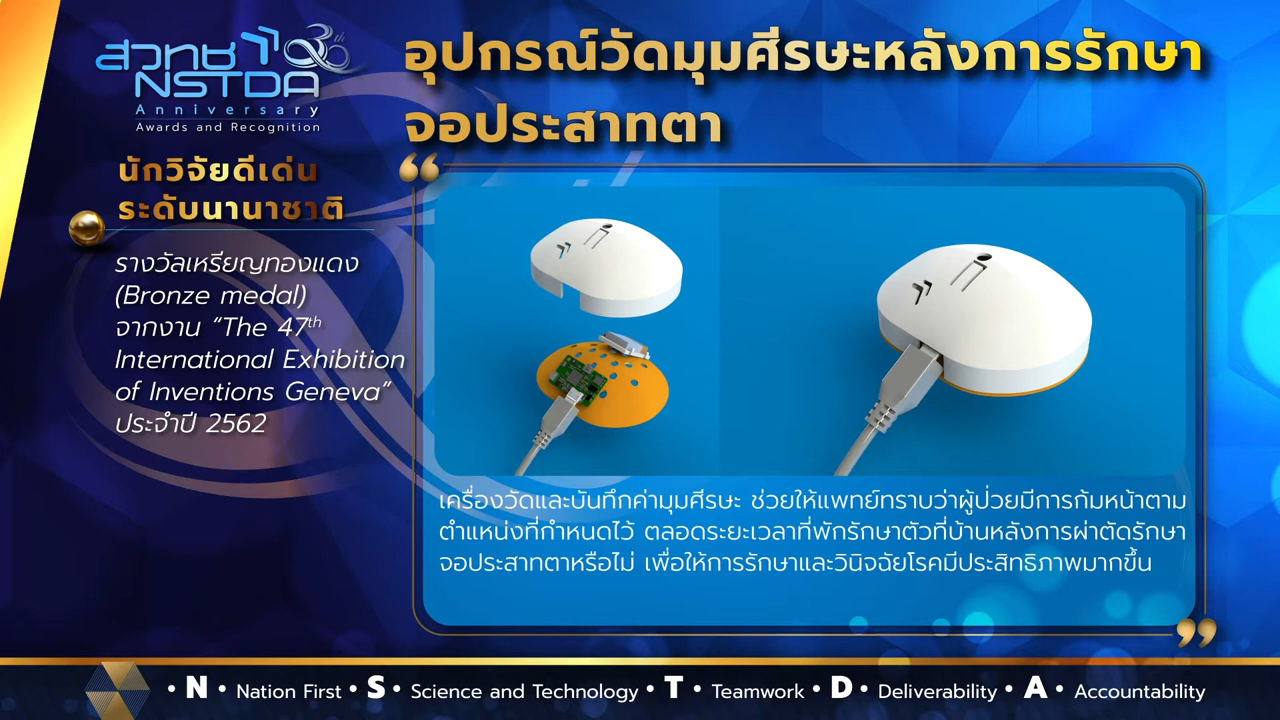 สวทช
NSTDA
30th
Anniversary
Awards and Recognition
อุปกรณ์วัดมุมศีรษะหลังการรักษา
จอประสาทตา
นักวิจัยดีเด่น
ระดับนานาชาติ
รางวัลเหรียญทองแดง
(Bronze medal)
จากงาน “The 47th
International Exhibition
of Inventions Geneva”
ประจำปี 2562
เครื่องวัดและบันทึกค่ามุมศีรษะ ช่วยให้แพทย์ทราบว่าผู้ป่วยมีการก้มหน้าตาม
ตำแหน่งที่กำหนดไว้ ตลอดระยะเวลาที่พักรักษาตัวที่บ้านหลังการผ่าตัดรักษา
จอประสาทตาหรือไม่ เพื่อให้การรักษาและวินิจฉัยโรคมีประสิทธิภาพมากขึ้น
• N • Nation First • S • Science and Technology • T • Teamwork • D • Deliverability • A • Accountability